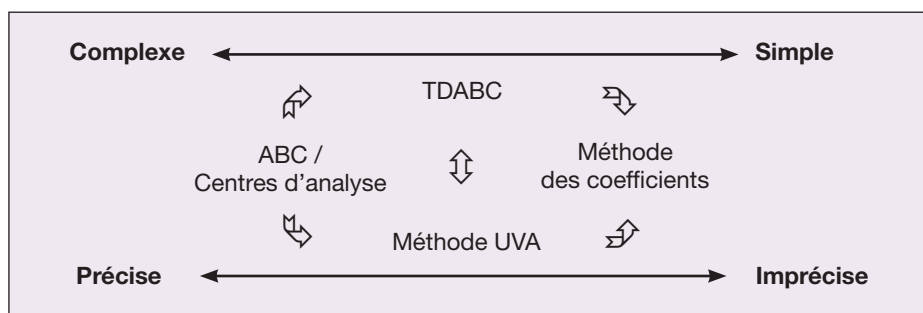 Complexe
Simple
TDABC
ABC /
Centres d'analyse
Méthode
des coefficients
Méthode UVA
Précise
Imprécise